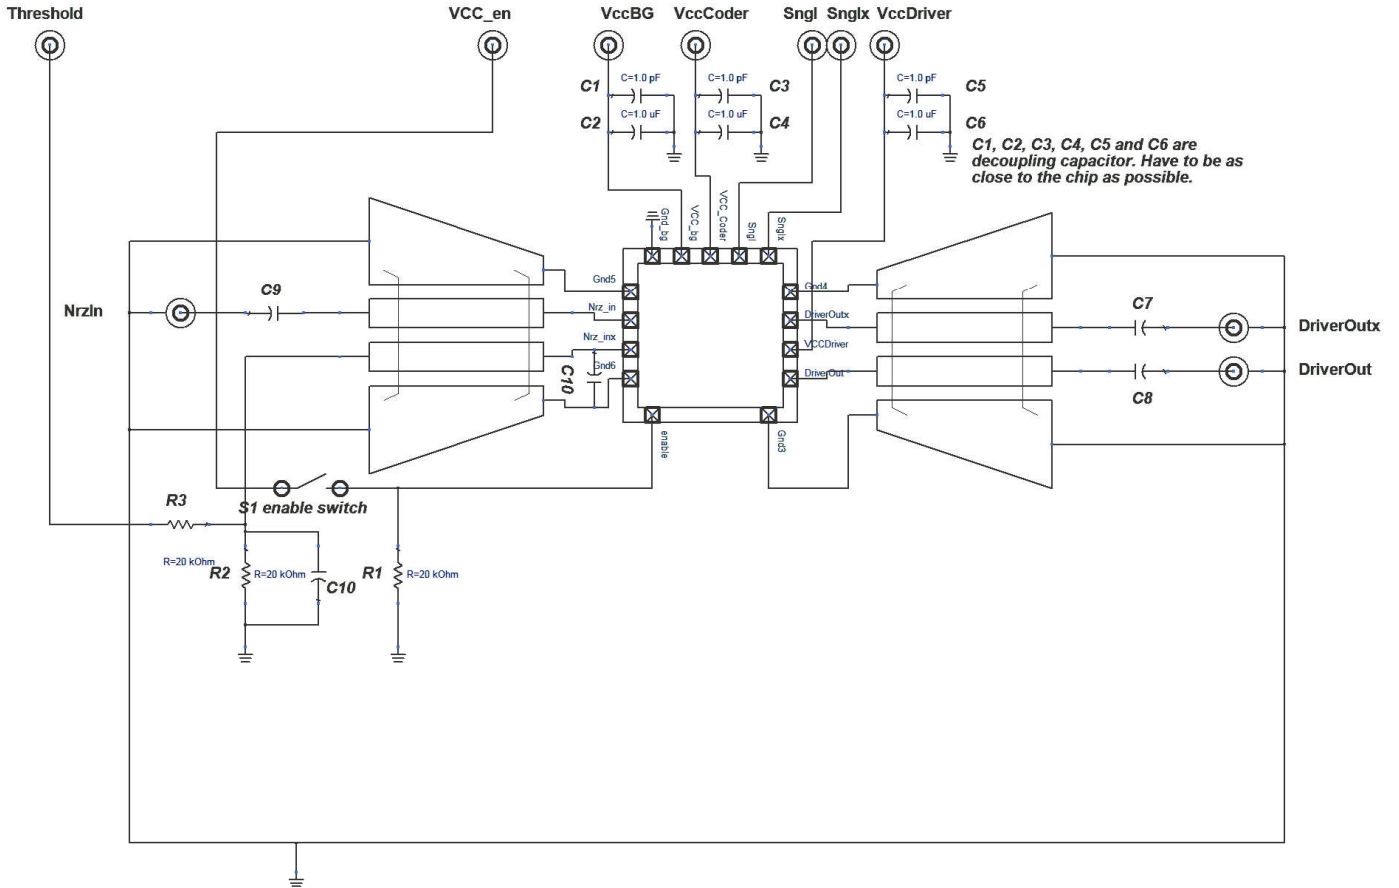 Threshold
VCC_en
VccBG
VccCoder
Sngl
Snglx
VccDriver
C1
C=1.0 pF
C=1.0 pF
C3
C=1.0 pF
C5
C2
C=1.0 uF
C=1.0 uF
C4
C=1.0 uF
C6
C1, C2, C3, C4, C5 and C6 are
decoupling capacitor. Have to be as
close to the chip as possible.
Gnd_bg
VCC_bg
VCC_Coder
Sngl
Snglx
Gnd5
Gnd4
NrzIn
C9
Nrz_in
DriverOutx
C7
DriverOutx
Nrz_inx
VCCDriver
Gnd6
C10
DriverOut
C8
DriverOut
enable
Gnd3
R3
S1 enable switch
R=20 kOhm
R2
R=20 kOhm
C10
R1
R=20 kOhm